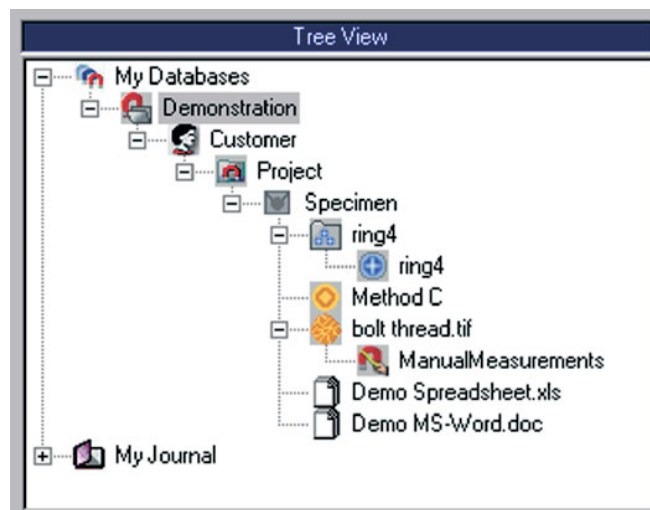 Tree View
My Databases
Demonstration
Customer
Project
Specimen
ring4
ring4
Method C
bolt thread.tif
ManualMeasurements
Demo Spreadsheet.xls
Demo MS-Word.doc
My Journal